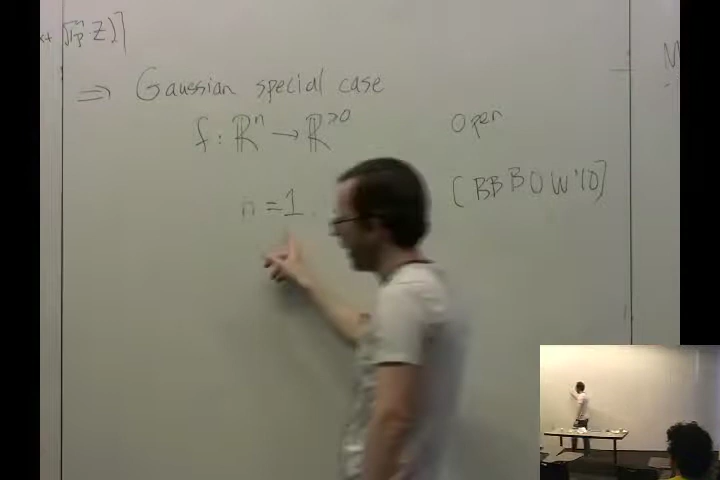 Z)]
⇒ Gaussian special case
f : ℝⁿ → ℝ^{>0} Open
n = 1 [BBBOW'10]
M